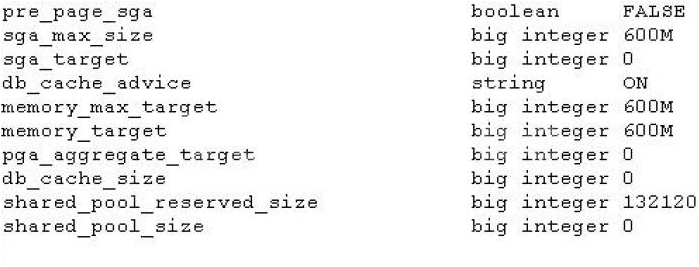 pre_page_sga boolean FALSE
sga_max_size big integer 600M
sga_target big integer 0
db_cache_advice string ON
memory_max_target big integer 600M
memory_target big integer 600M
pga_aggregate_target big integer 0
db_cache_size big integer 0
shared_pool_reserved_size big integer 132120
shared_pool_size big integer 0